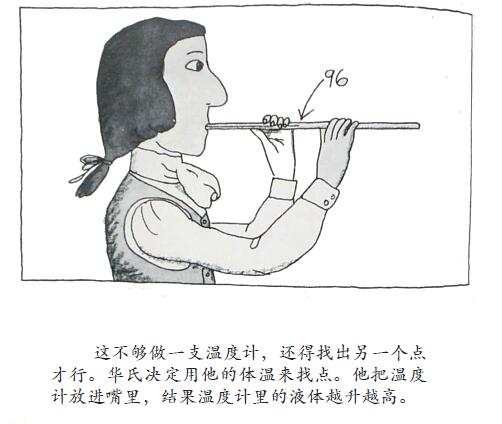 96
这不够做一支温度计，还得找出另一个点
才行。华氏决定用他的体温来找点。他把温度
计放进嘴里，结果温度计里的液体越升越高。